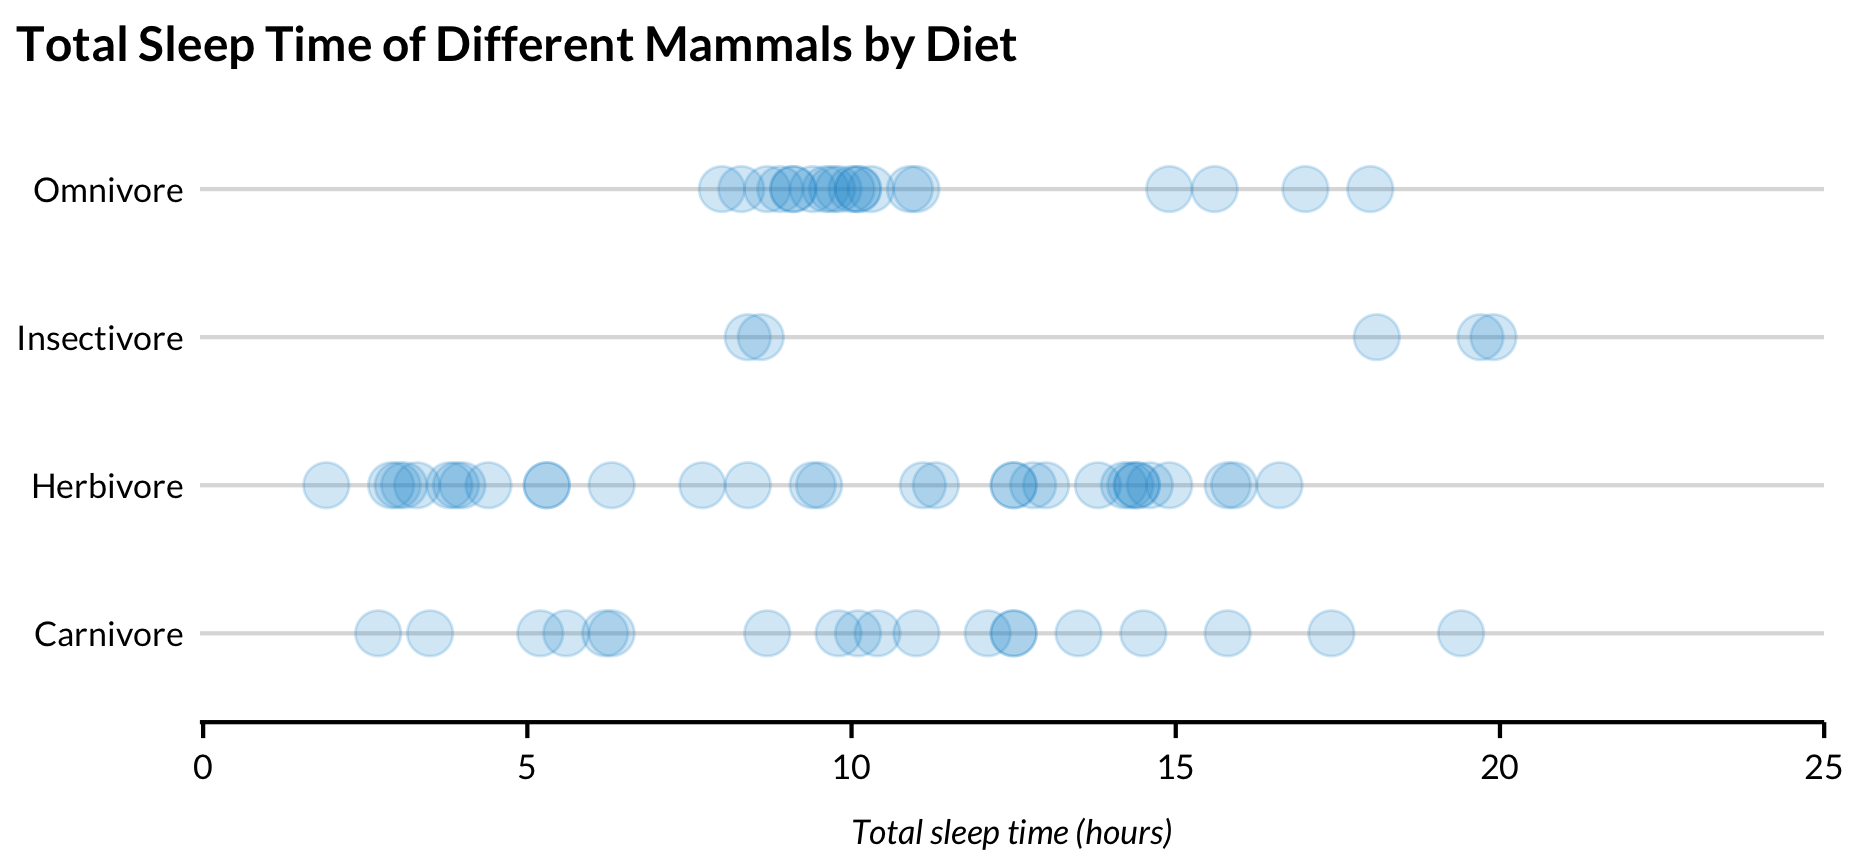 Total Sleep Time of Different Mammals by Diet
Omnivore
Insectivore
Herbivore
Carnivore
0 5 10 15 20 25
Total sleep time (hours)